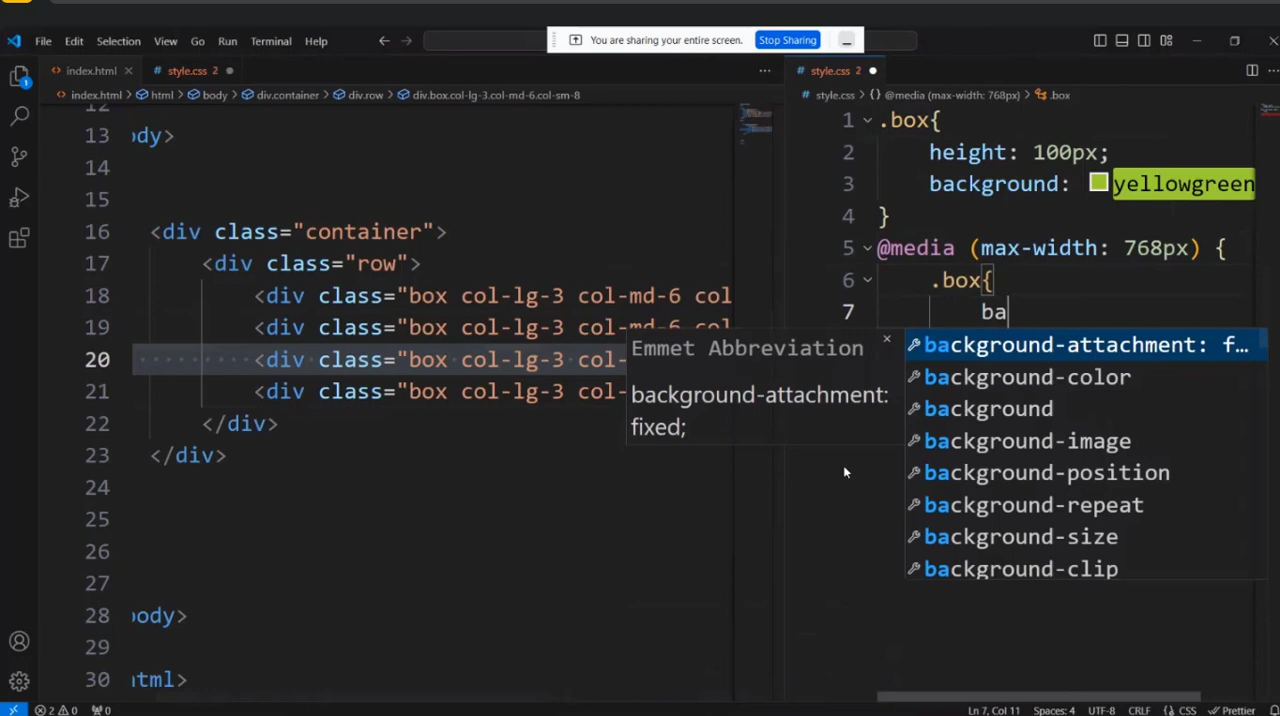 File Edit Selection View Go Run Terminal Help
You are sharing your entire screen. Stop Sharing
index.html
style.css 2
index.html > html > body > div.container > div.row > div.box.col-lg-3.col-md-6.col-sm-8
12
13 ody>
14
15
16 <div class="container">
17 <div class="row">
18 <div class="box col-lg-3 col-md-6 col
19 <div class="box col-lg-3 col-md-6 col
20 <div class="box col-lg-3 col-
21 <div class="box col-lg-3 col-
22 </div>
23 </div>
24
25
26
27
28 ody>
29
30 html>
Emmet Abbreviation
background-attachment:
fixed;
style.css 2
style.css > {} @media (max-width: 768px) > .box
1 .box{
2 height: 100px;
3 background: yellowgreen
4 }
5 @media (max-width: 768px) {
6 .box{
7 ba
background-attachment: f…
background-color
background
background-image
background-position
background-repeat
background-size
background-clip
1
2 0 0
Ln 7, Col 11 Spaces: 4 UTF-8 CRLF {} CSS Prettier